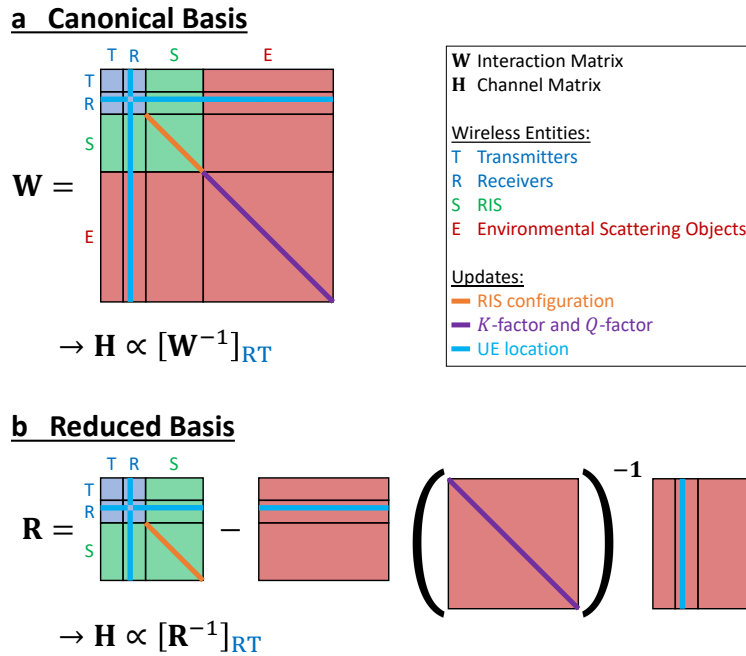 a Canonical Basis
T R S E
T
R
S
E
W =
→ H ∝ [W⁻¹]RT
W Interaction Matrix
H Channel Matrix
Wireless Entities:
T Transmitters
R Receivers
S RIS
E Environmental Scattering Objects
Updates:
RIS configuration
K-factor and Q-factor
UE location
b Reduced Basis
T R S
T
R
S
R = − ( ) −1
→ H ∝ [R⁻¹]RT